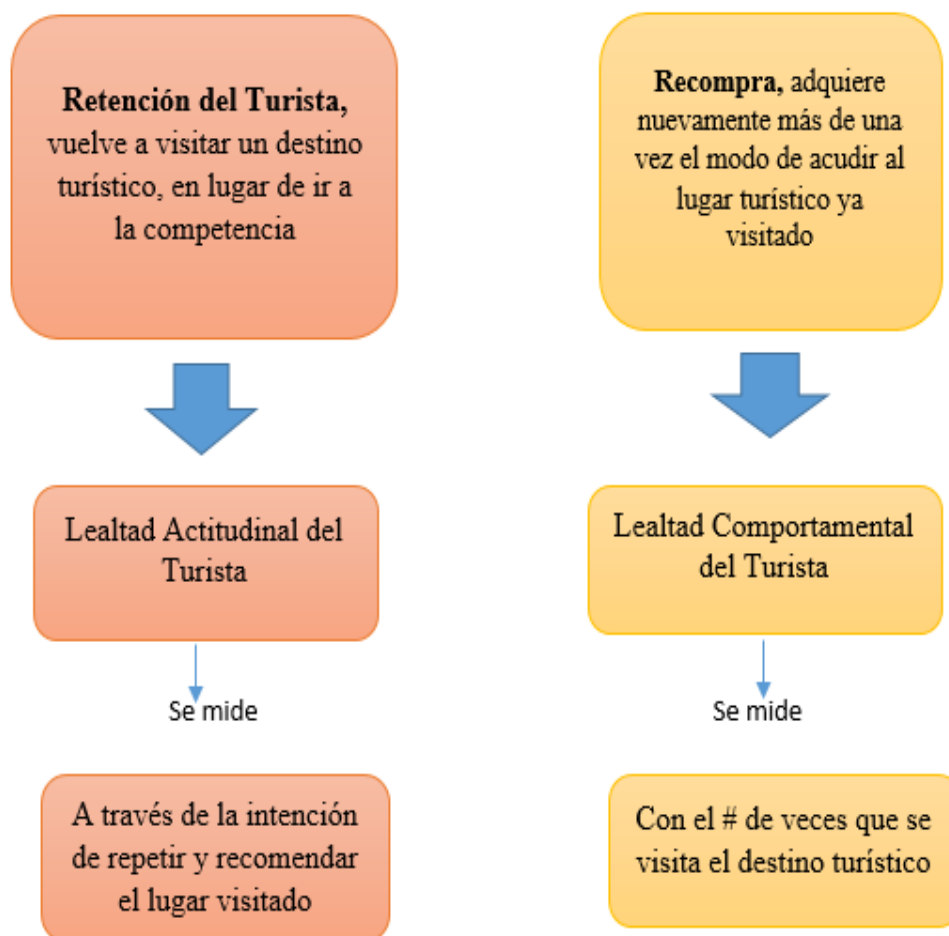 Retención del Turista,
vuelve a visitar un destino
turístico, en lugar de ir a
la competencia
Lealtad Actitudinal del
Turista
Se mide
A través de la intención
de repetir y recomendar
el lugar visitado
Recompra, adquiere
nuevamente más de una
vez el modo de acudir al
lugar turístico ya
visitado
Lealtad Comportamental
del Turista
Se mide
Con el # de veces que se
visita el destino turístico